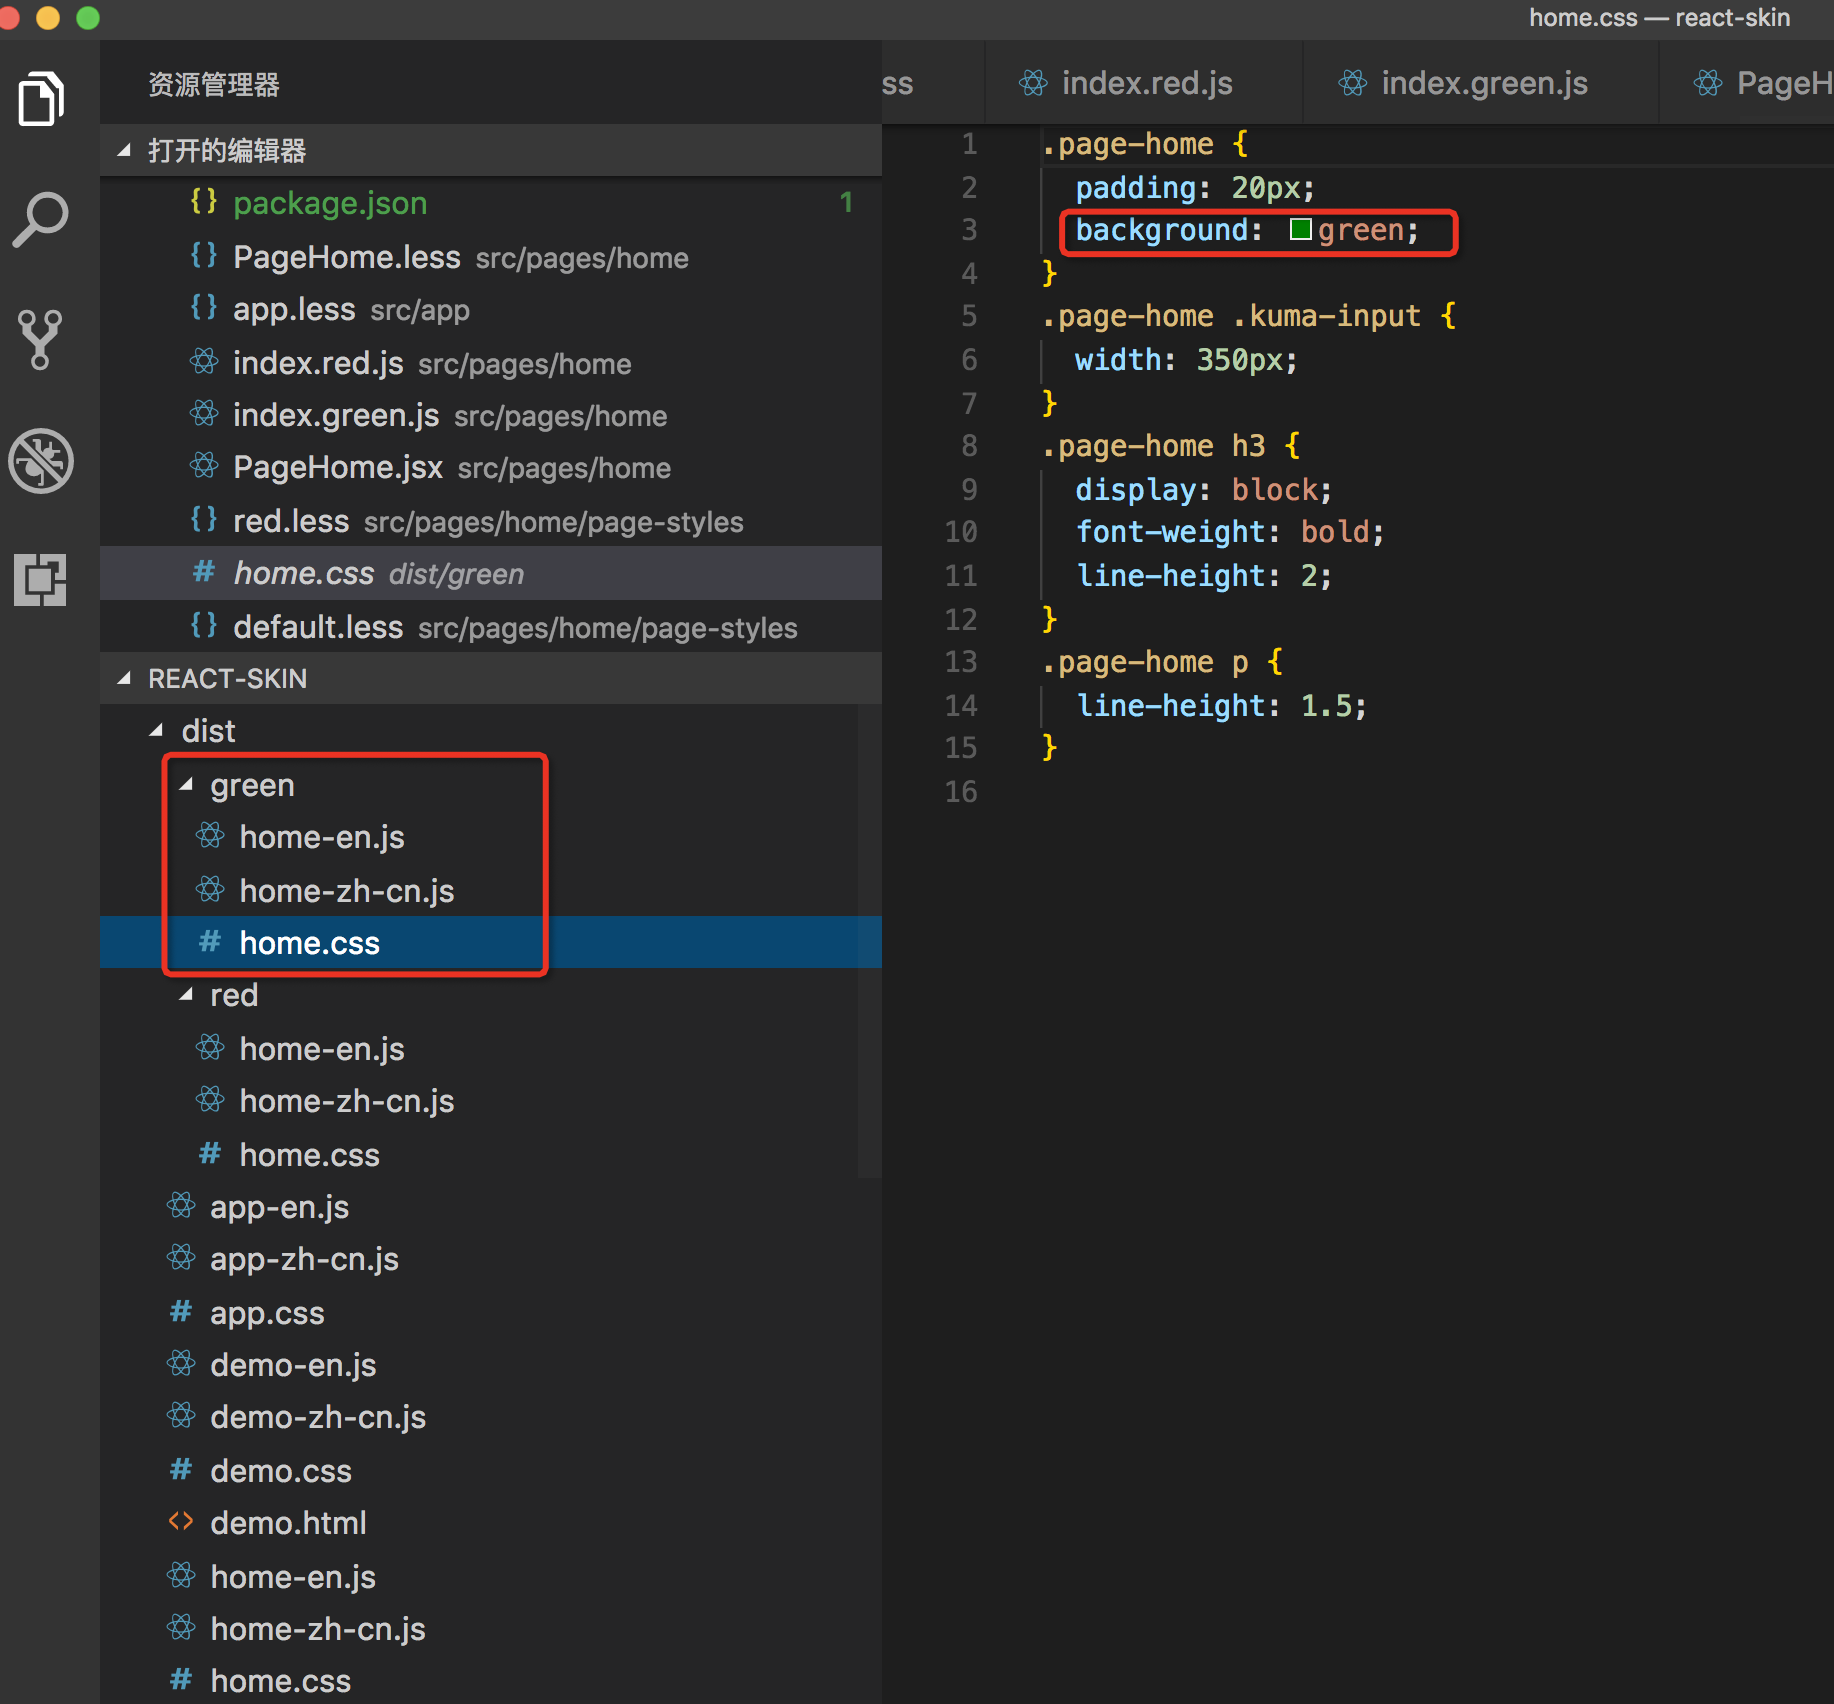 home.css — react-skin
资源管理器
ss
index.red.js
index.green.js
PageH
打开的编辑器
package.json 1
PageHome.less src/pages/home
app.less src/app
index.red.js src/pages/home
index.green.js src/pages/home
PageHome.jsx src/pages/home
red.less src/pages/home/page-styles
# home.css dist/green
default.less src/pages/home/page-styles
REACT-SKIN
dist
green
home-en.js
home-zh-cn.js
# home.css
red
home-en.js
home-zh-cn.js
# home.css
app-en.js
app-zh-cn.js
# app.css
demo-en.js
demo-zh-cn.js
# demo.css
<> demo.html
home-en.js
home-zh-cn.js
# home.css
1 .page-home {
2 padding: 20px;
3 background: green;
4 }
5 .page-home .kuma-input {
6 width: 350px;
7 }
8 .page-home h3 {
9 display: block;
10 font-weight: bold;
11 line-height: 2;
12 }
13 .page-home p {
14 line-height: 1.5;
15 }
16